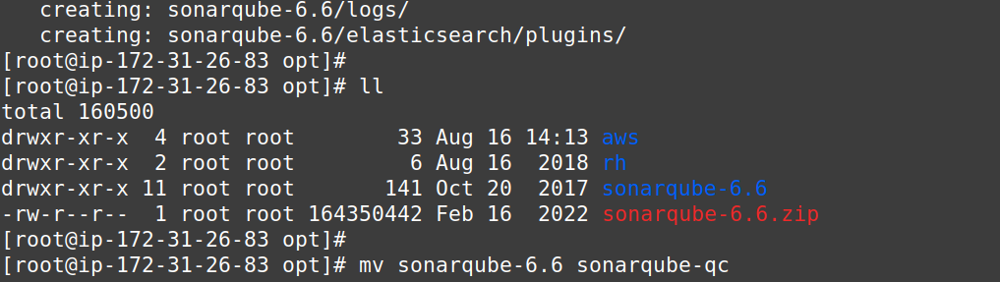 creating: sonarqube-6.6/logs/
   creating: sonarqube-6.6/elasticsearch/plugins/
[root@ip-172-31-26-83 opt]#
[root@ip-172-31-26-83 opt]# ll
total 160500
drwxr-xr-x  4 root root        33 Aug 16 14:13 aws
drwxr-xr-x  2 root root         6 Aug 16  2018 rh
drwxr-xr-x 11 root root       141 Oct 20  2017 sonarqube-6.6
-rw-r--r--  1 root root 164350442 Feb 16  2022 sonarqube-6.6.zip
[root@ip-172-31-26-83 opt]#
[root@ip-172-31-26-83 opt]# mv sonarqube-6.6 sonarqube-qc